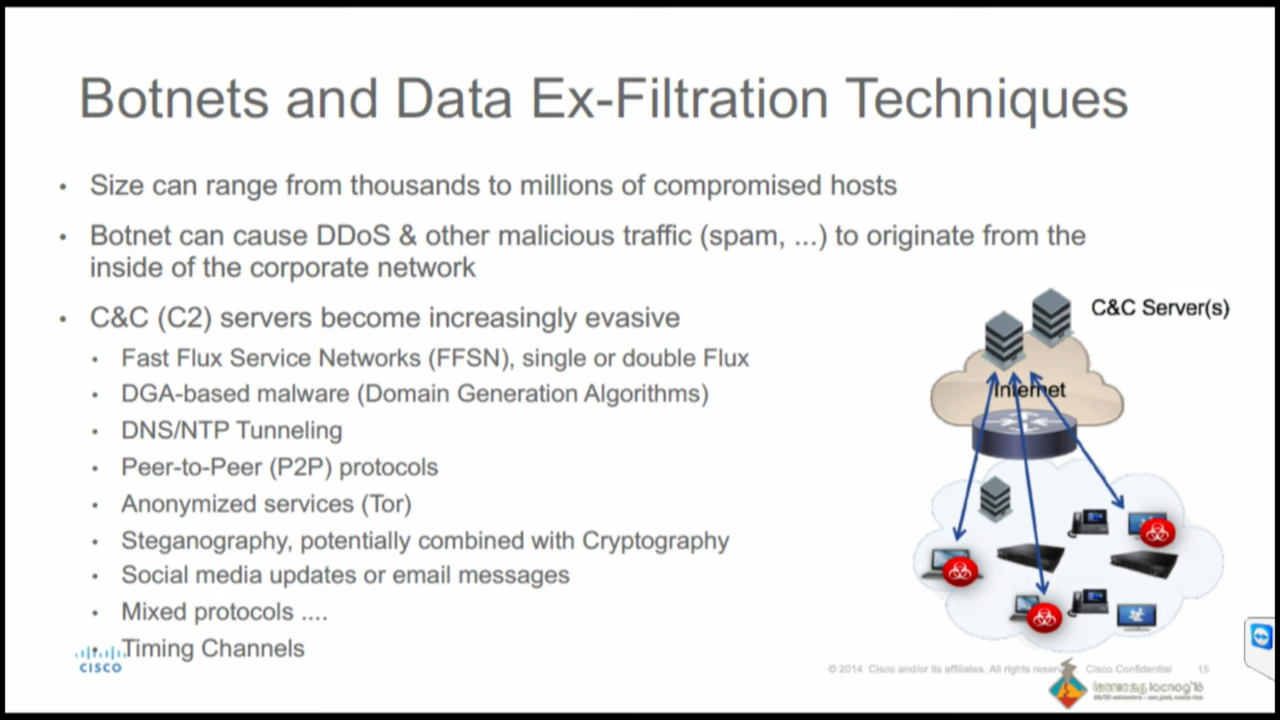 Botnets and Data Ex-Filtration Techniques
• Size can range from thousands to millions of compromised hosts
• Botnet can cause DDoS & other malicious traffic (spam, ...) to originate from the
inside of the corporate network
• C&C (C2) servers become increasingly evasive
• Fast Flux Service Networks (FFSN), single or double Flux
• DGA-based malware (Domain Generation Algorithms)
• DNS/NTP Tunneling
• Peer-to-Peer (P2P) protocols
• Anonymized services (Tor)
• Steganography, potentially combined with Cryptography
• Social media updates or email messages
• Mixed protocols ....
• Timing Channels
C&C Server(s)
Internet
CISCO
© 2014 Cisco and/or its affiliates. All rights
Cisco Confidential
15
lacnog'16